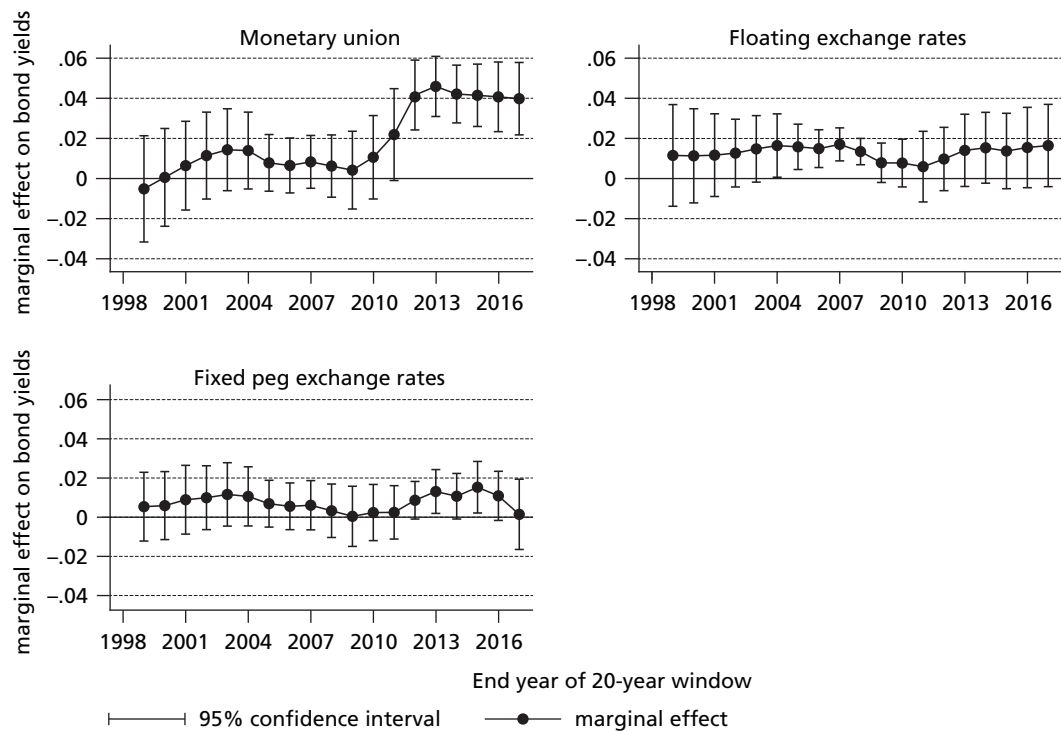 Monetary union
marginal effect on bond yields
.06
.04
.02
0
–.02
–.04
1998 2001 2004 2007 2010 2013 2016
Floating exchange rates
.06
.04
.02
0
–.02
–.04
1998 2001 2004 2007 2010 2013 2016
Fixed peg exchange rates
marginal effect on bond yields
.06
.04
.02
0
–.02
–.04
1998 2001 2004 2007 2010 2013 2016
End year of 20-year window
95% confidence interval marginal effect